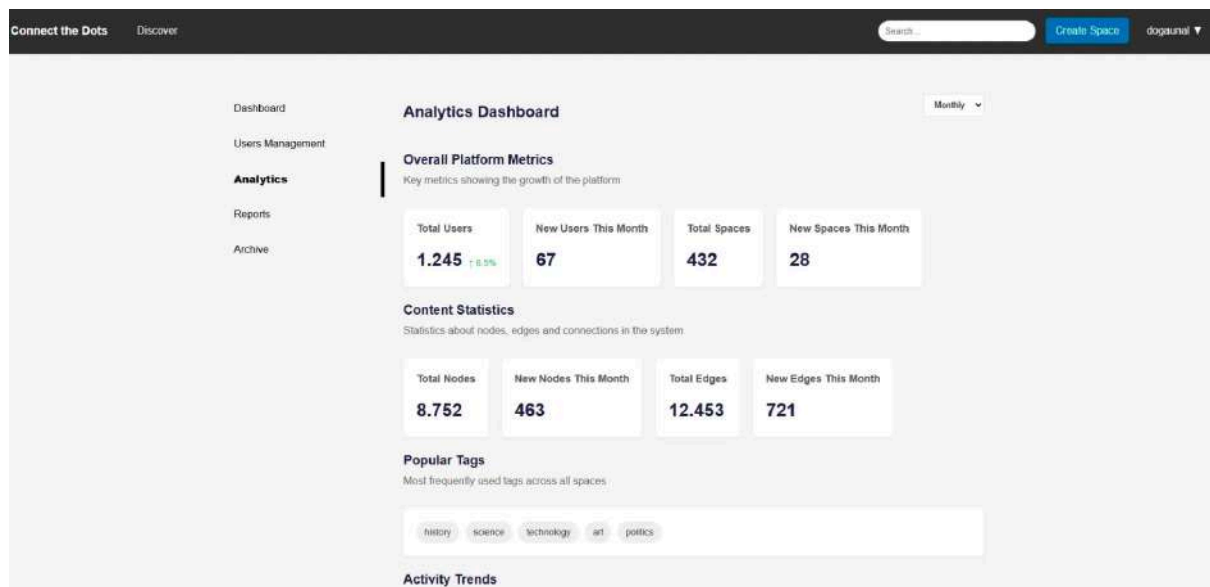 Connect the Dots Discover Search... Create Space dogaunal ▼
Dashboard
Users Management
Analytics
Reports
Archive
Analytics Dashboard Monthly
Overall Platform Metrics
Key metrics showing the growth of the platform
Total Users New Users This Month Total Spaces New Spaces This Month
1.245 ↑ 8.5% 67 432 28
Content Statistics
Statistics about nodes, edges and connections in the system
Total Nodes New Nodes This Month Total Edges New Edges This Month
8.752 463 12.453 721
Popular Tags
Most frequently used tags across all spaces
history science technology art politics
Activity Trends